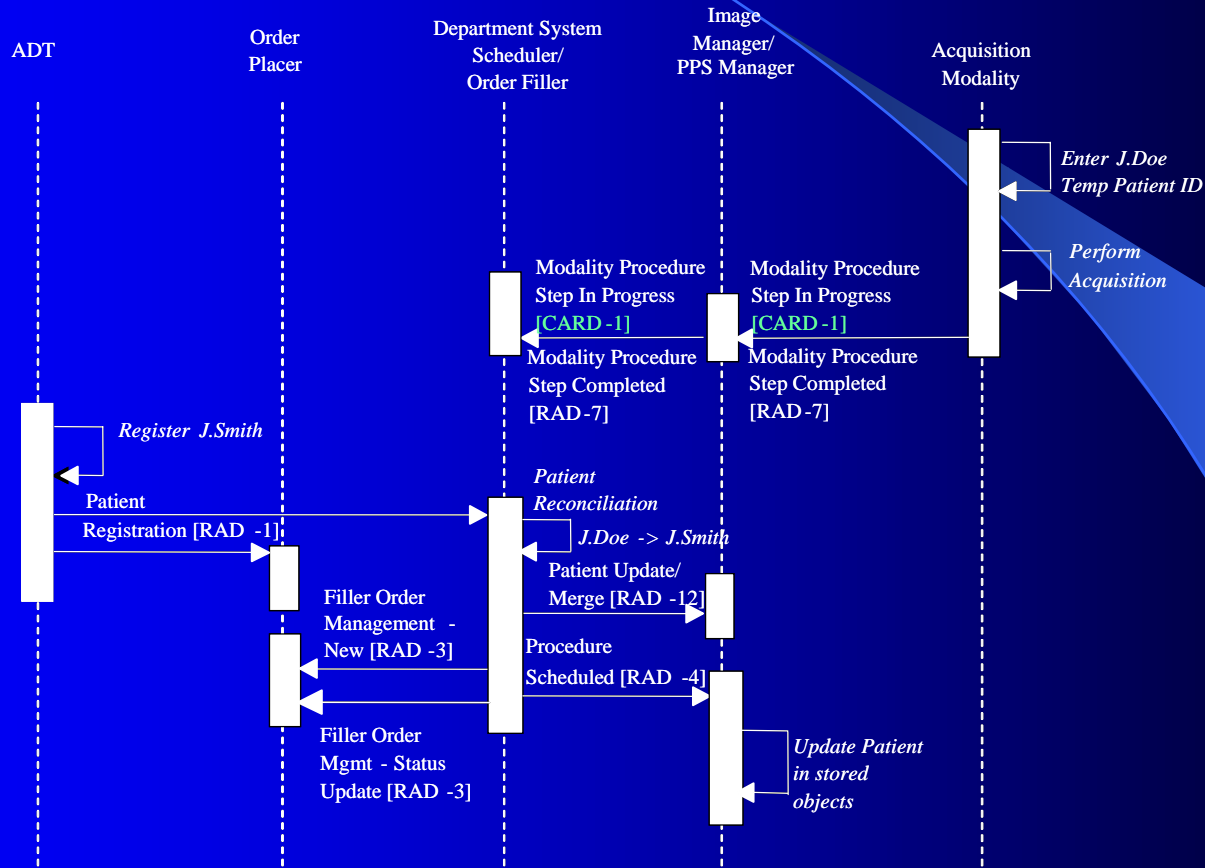 ADT
Order
Placer
Department System
Scheduler/
Order Filler
Image
Manager/
PPS Manager
Acquisition
Modality
Enter J.Doe
Temp Patient ID
Perform
Acquisition
Modality Procedure
Step In Progress
[CARD -1]
Modality Procedure
Step Completed
[RAD -7]
Modality Procedure
Step In Progress
[CARD -1]
Modality Procedure
Step Completed
[RAD -7]
Register J.Smith
Patient
Registration [RAD -1]
Patient
Reconciliation
J.Doe -> J.Smith
Patient Update/
Merge [RAD -12]
Filler Order
Management -
New [RAD -3]
Procedure
Scheduled [RAD -4]
Filler Order
Mgmt - Status
Update [RAD -3]
Update Patient
in stored
objects